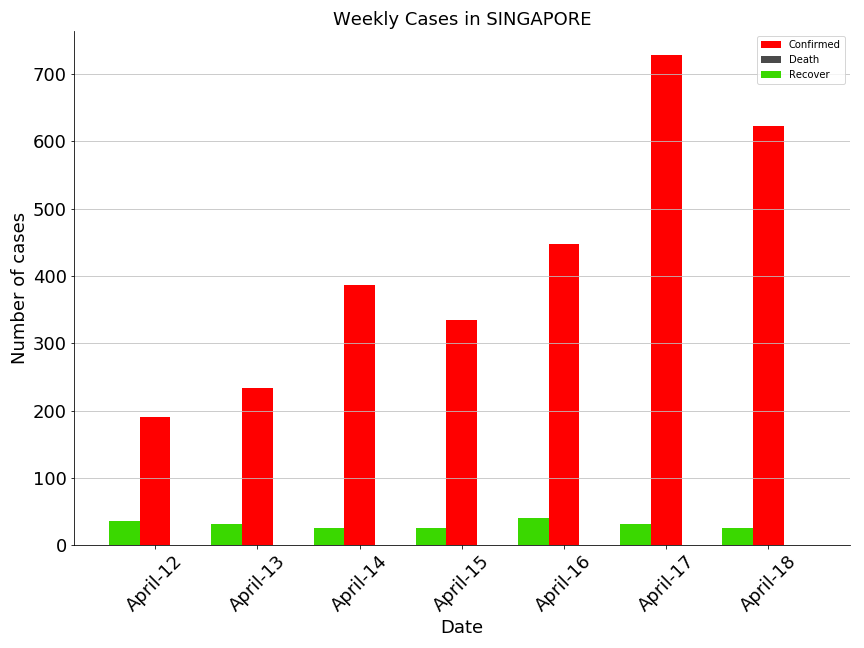 Weekly Cases in SINGAPORE
Confirmed
Death
Recover
Number of cases
700
600
500
400
300
200
100
0
April-12
April-13
April-14
April-15
April-16
April-17
April-18
Date